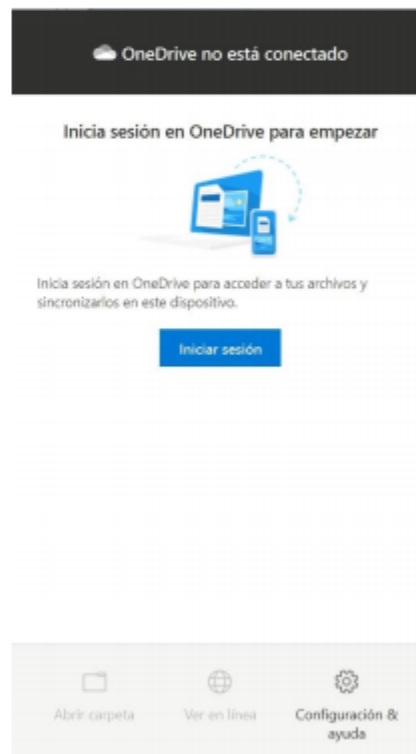 OneDrive no está conectado
Inicia sesión en OneDrive para empezar
Inicia sesión en OneDrive para acceder a tus archivos y
sincronizarlos en este dispositivo.
Iniciar sesión
Abrir carpeta
Ver en línea
Configuración &
ayuda